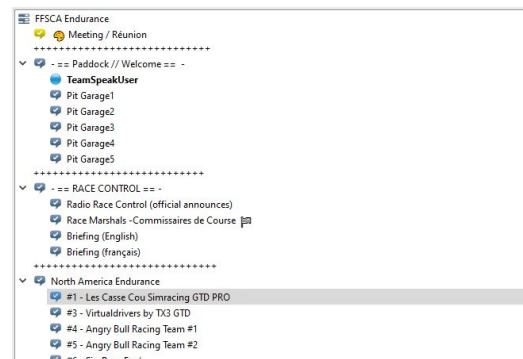 FFSCA Endurance
Meeting / Réunion
++++++++++++++++++++++++++++
- == Paddock // Welcome == -
TeamSpeakUser
Pit Garage1
Pit Garage2
Pit Garage3
Pit Garage4
Pit Garage5
+++++++++++++++++++++++++++
- == RACE CONTROL == -
Radio Race Control (official announces)
Race Marshals -Commissaires de Course
Briefing (English)
Briefing (français)
+++++++++++++++++++++++++++++
North America Endurance
#1 - Les Casse Cou Simracing GTD PRO
#3 - Virtualdrivers by TX3 GTD
#4 - Angry Bull Racing Team #1
#5 - Angry Bull Racing Team #2